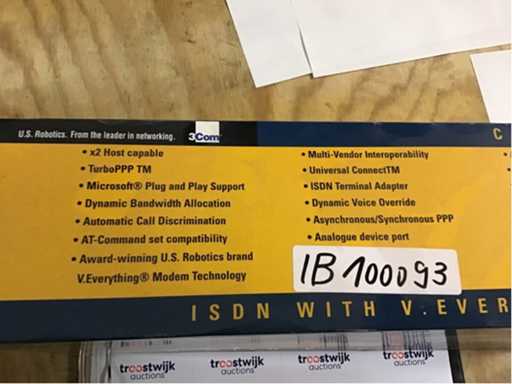 U.S. Robotics. From the leader in networking. 3Com C
• x2 Host capable
• TurboPPP TM
• Microsoft® Plug and Play Support
• Dynamic Bandwidth Allocation
• Automatic Call Discrimination
• AT-Command set compatibility
• Award-winning U.S. Robotics brand
V.Everything® Modem Technology
• Multi-Vendor Interoperability
• Universal ConnectTM
• ISDN Terminal Adapter
• Dynamic Voice Override
• Asynchronous/Synchronous PPP
• Analogue device port
IB 100093
ISDN WITH V.EVER
troostwijk auctions troostwijk auctions troostwijk auctions troostwijk auctions